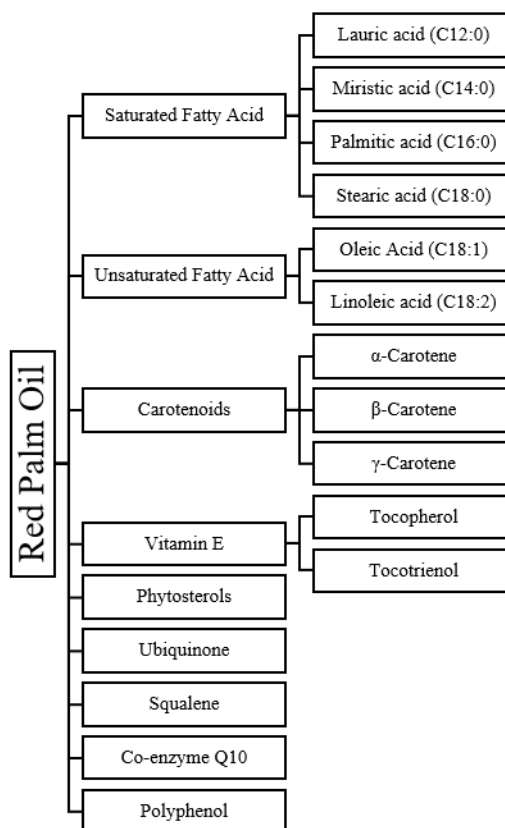 Red Palm Oil
Saturated Fatty Acid
Lauric acid (C12:0)
Miristic acid (C14:0)
Palmitic acid (C16:0)
Stearic acid (C18:0)
Unsaturated Fatty Acid
Oleic Acid (C18:1)
Linoleic acid (C18:2)
Carotenoids
α-Carotene
β-Carotene
γ-Carotene
Vitamin E
Tocopherol
Tocotrienol
Phytosterols
Ubiquinone
Squalene
Co-enzyme Q10
Polyphenol